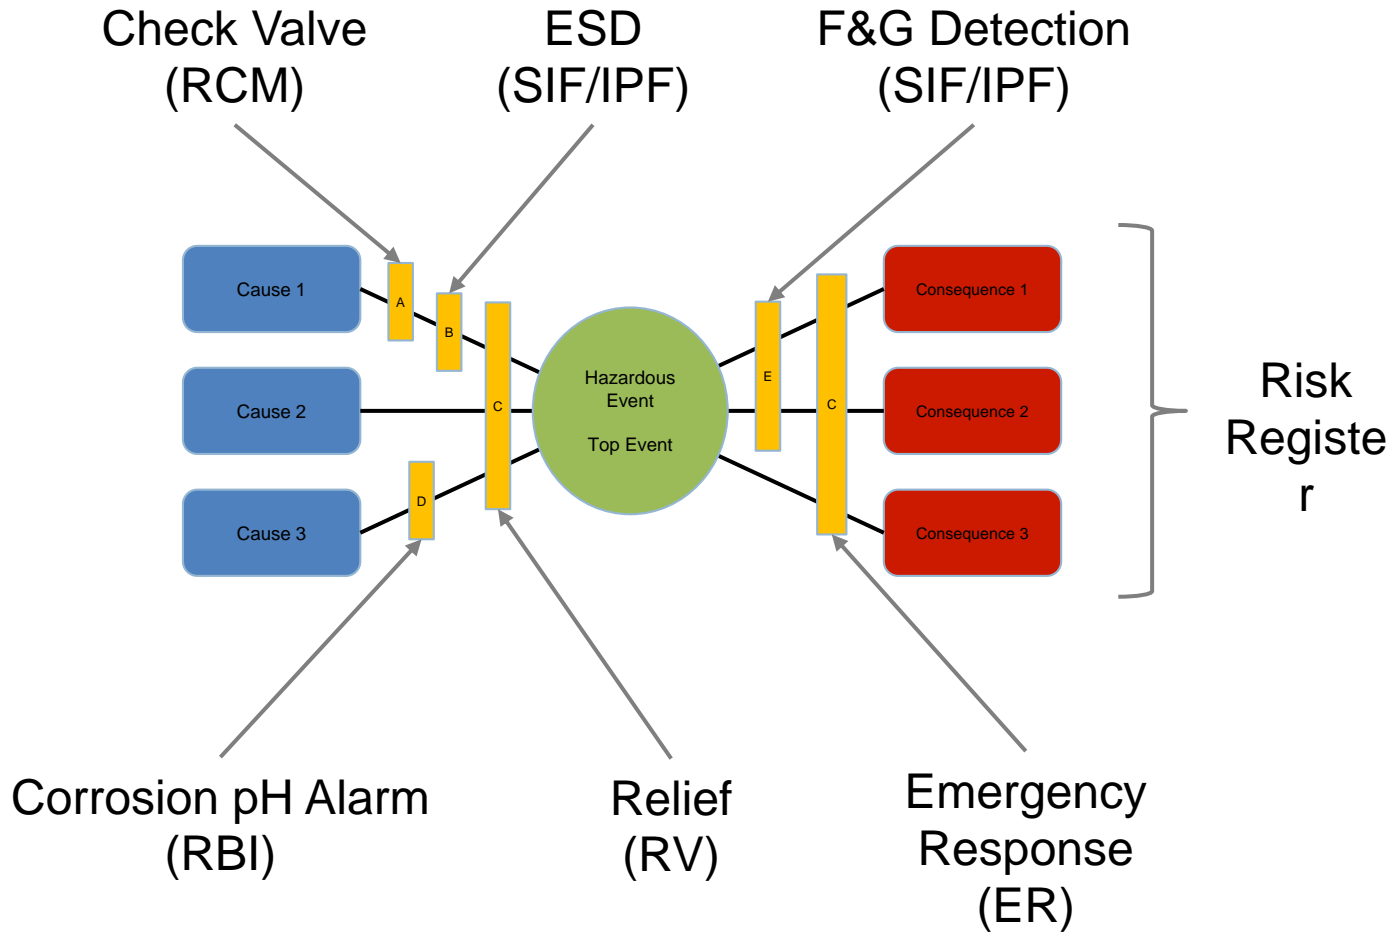 Check Valve
(RCM)
ESD
(SIF/IPF)
F&G Detection
(SIF/IPF)
Cause 1
A
B
C
Cause 2
D
Cause 3
Hazardous
Event
Top Event
E
C
Consequence 1
Consequence 2
Consequence 3
Risk
Registe
r
Corrosion pH Alarm
(RBI)
Relief
(RV)
Emergency
Response
(ER)